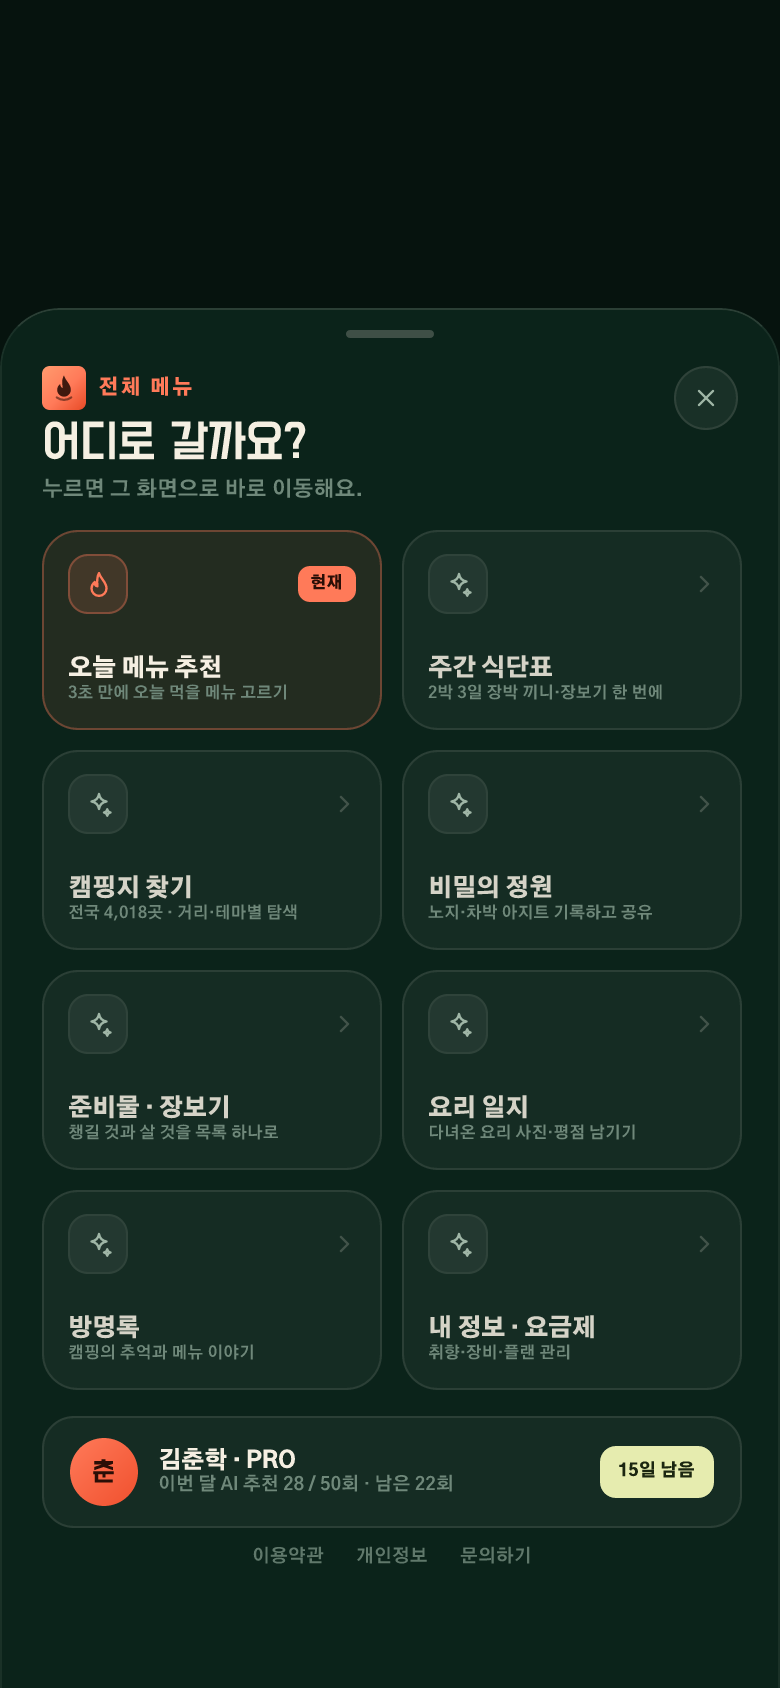 전체 메뉴
어디로 갈까요?
누르면 그 화면으로 바로 이동해요.
현재
오늘 메뉴 추천
3초 만에 오늘 먹을 메뉴 고르기
주간 식단표
2박 3일 장박 끼니·장보기 한 번에
캠핑지 찾기
전국 4,018곳 · 거리·테마별 탐색
비밀의 정원
노지·차박 아지트 기록하고 공유
준비물 · 장보기
챙길 것과 살 것을 목록 하나로
요리 일지
다녀온 요리 사진·평점 남기기
방명록
캠핑의 추억과 메뉴 이야기
내 정보 · 요금제
취향·장비·플랜 관리
춘
김춘학 · PRO
이번 달 AI 추천 28 / 50회 · 남은 22회
15일 남음
이용약관 개인정보 문의하기